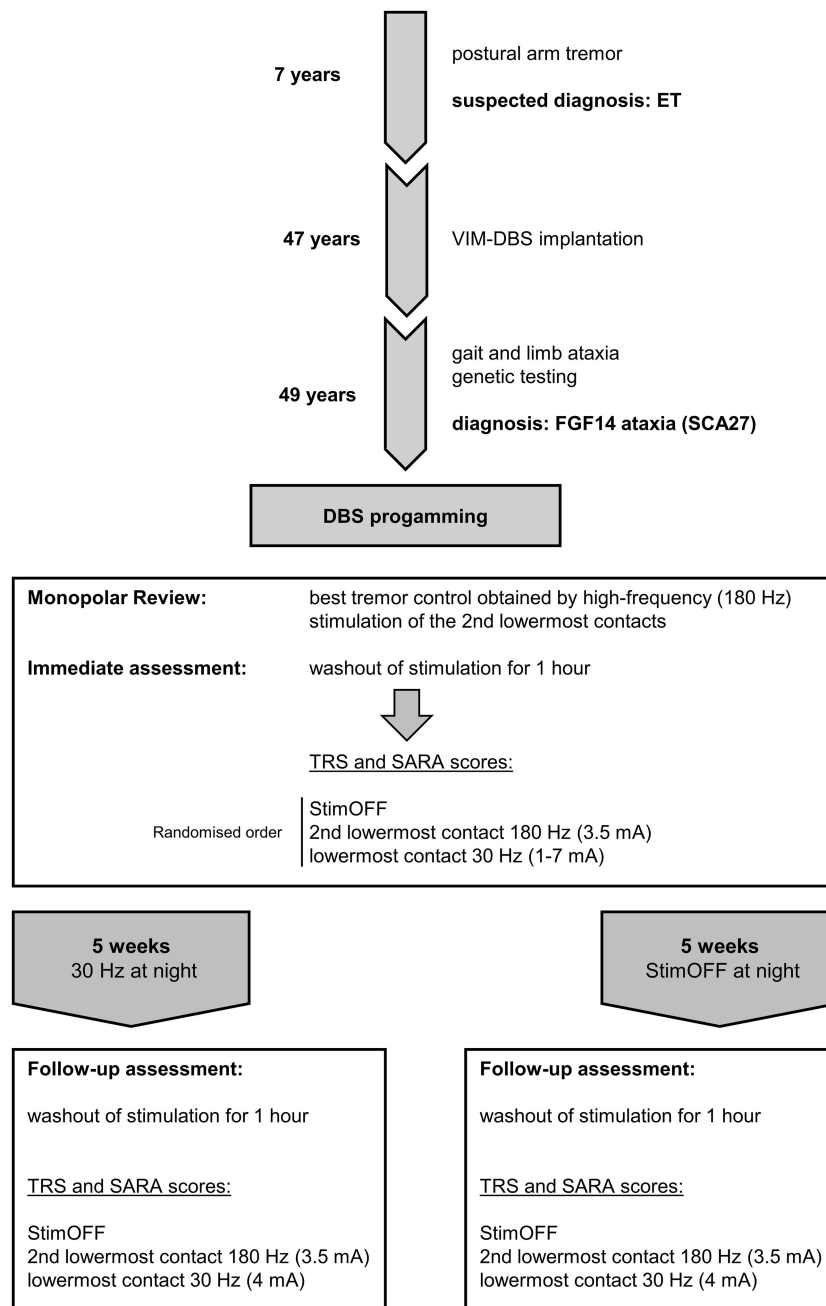 7 years
postural arm tremor
suspected diagnosis: ET
47 years
VIM-DBS implantation
49 years
gait and limb ataxia
genetic testing
diagnosis: FGF14 ataxia (SCA27)
DBS progamming
Monopolar Review: best tremor control obtained by high-frequency (180 Hz)
stimulation of the 2nd lowermost contacts
Immediate assessment: washout of stimulation for 1 hour
TRS and SARA scores:
StimOFF
Randomised order 2nd lowermost contact 180 Hz (3.5 mA)
lowermost contact 30 Hz (1-7 mA)
5 weeks
30 Hz at night
5 weeks
StimOFF at night
Follow-up assessment:
washout of stimulation for 1 hour
TRS and SARA scores:
StimOFF
2nd lowermost contact 180 Hz (3.5 mA)
lowermost contact 30 Hz (4 mA)
Follow-up assessment:
washout of stimulation for 1 hour
TRS and SARA scores:
StimOFF
2nd lowermost contact 180 Hz (3.5 mA)
lowermost contact 30 Hz (4 mA)